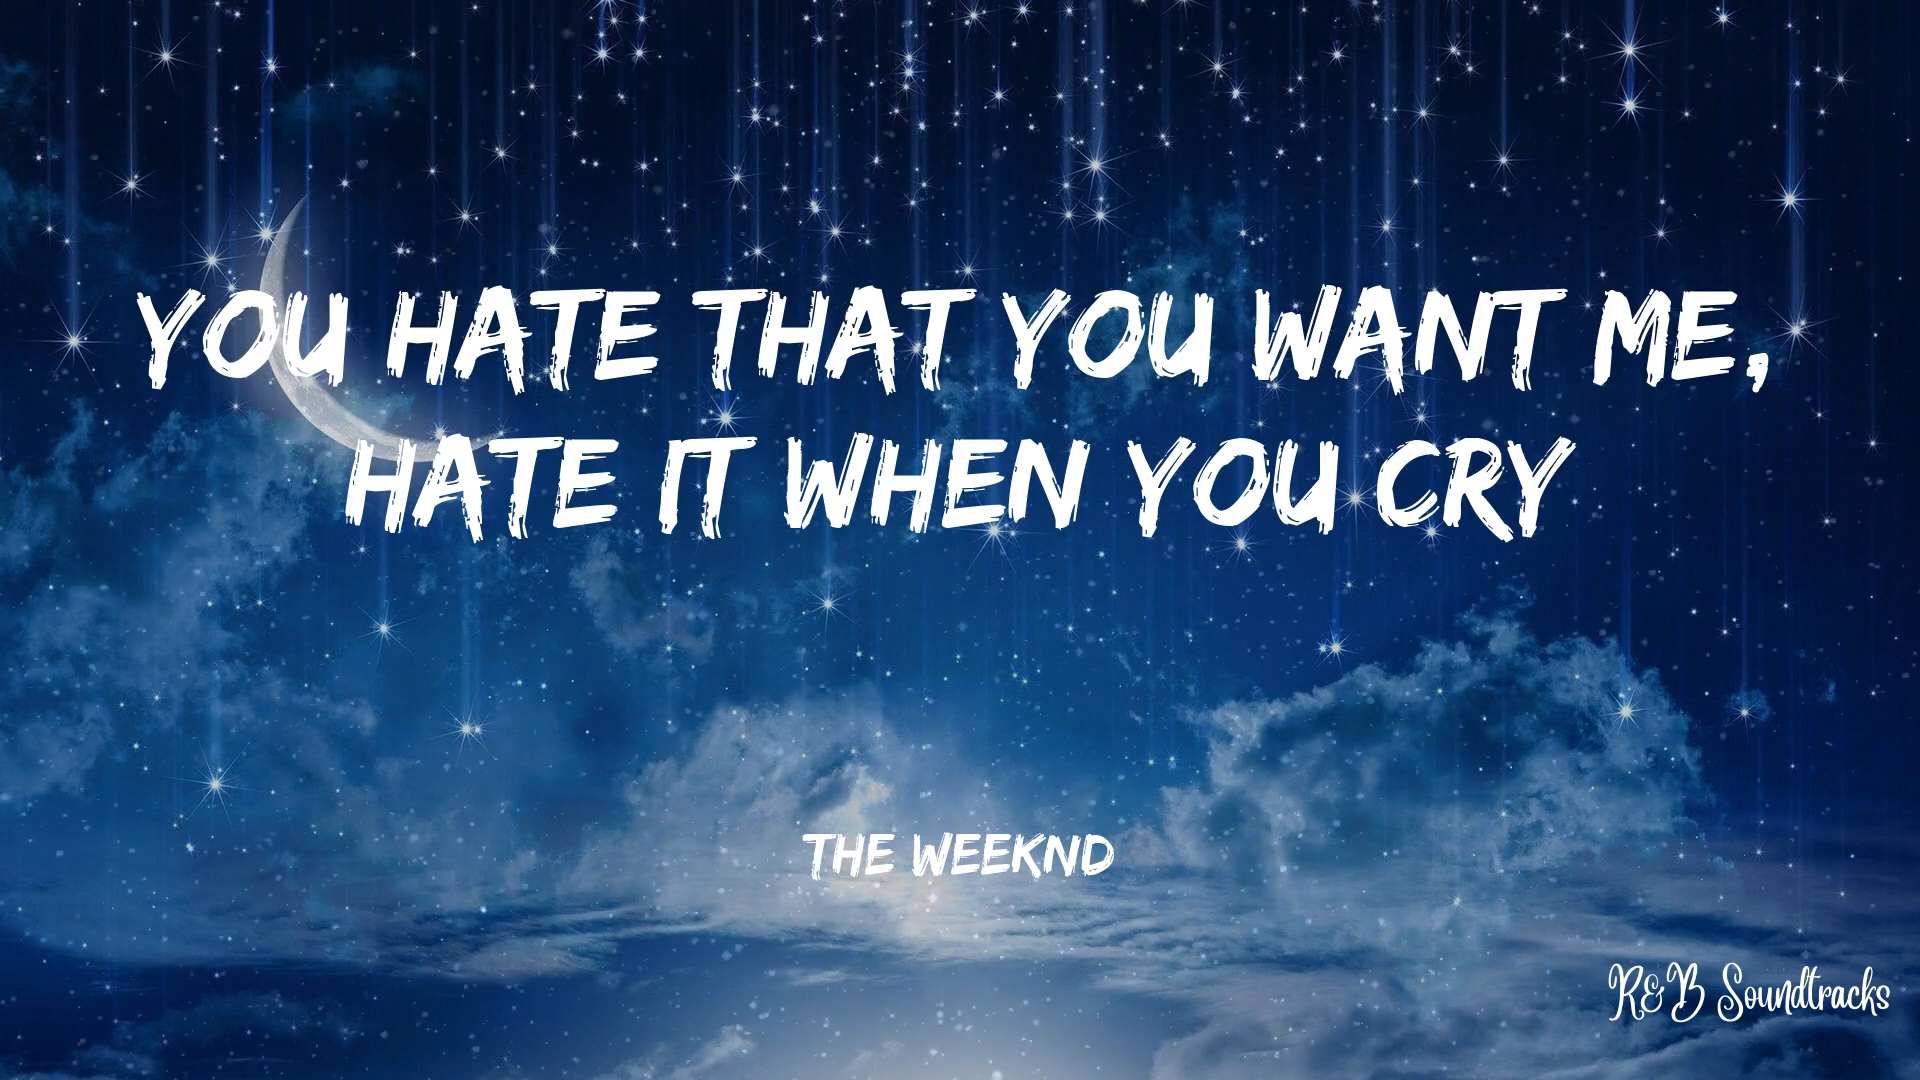 YOU HATE THAT YOU WANT ME,
HATE IT WHEN YOU CRY
THE WEEKND
R&B Soundtracks